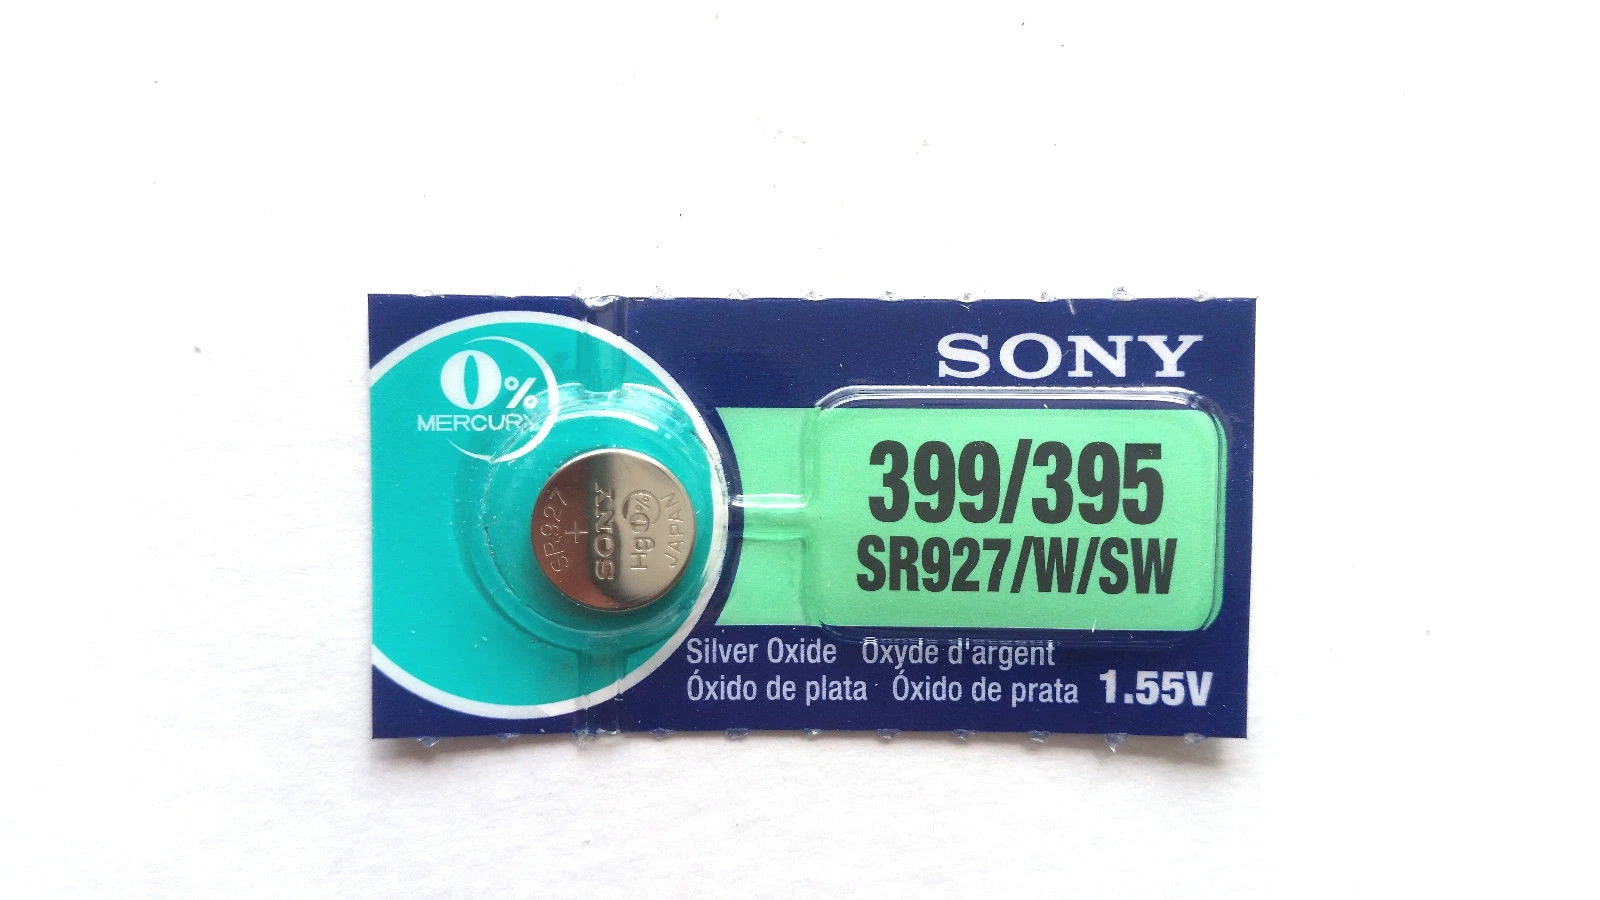 0%
MERCURY
SONY
399/395
SR927/W/SW
SR927
+
SONY
Hg 0%
JAPAN
Silver Oxide Oxyde d'argent
Óxido de plata Óxido de prata 1.55V